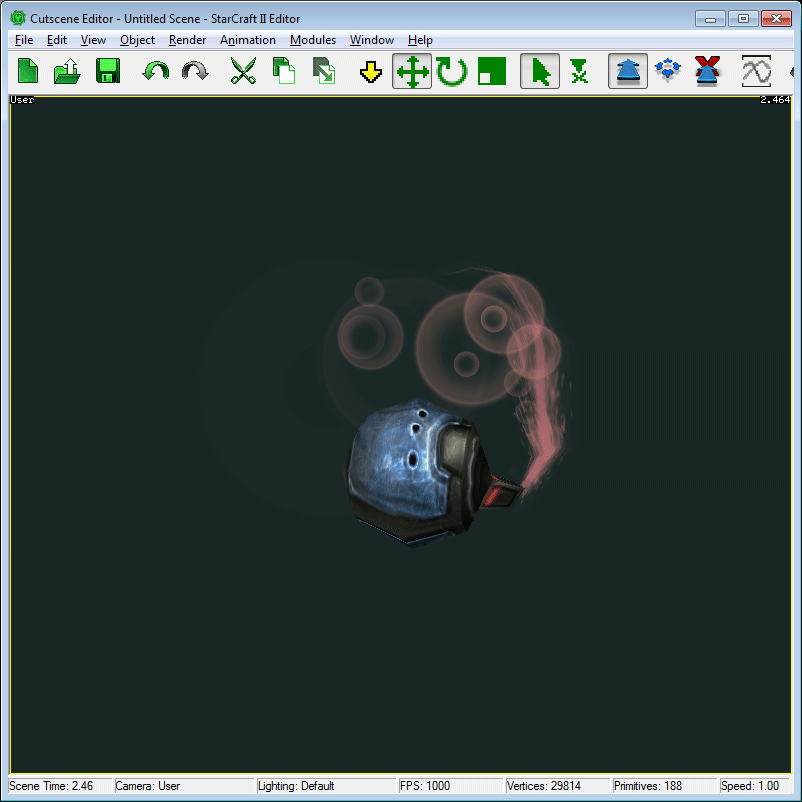 Cutscene Editor - Untitled Scene - StarCraft II Editor
File Edit View Object Render Animation Modules Window Help
User 2.464
Scene Time: 2.46 Camera: User Lighting: Default FPS: 1000 Vertices: 29814 Primitives: 188 Speed: 1.00